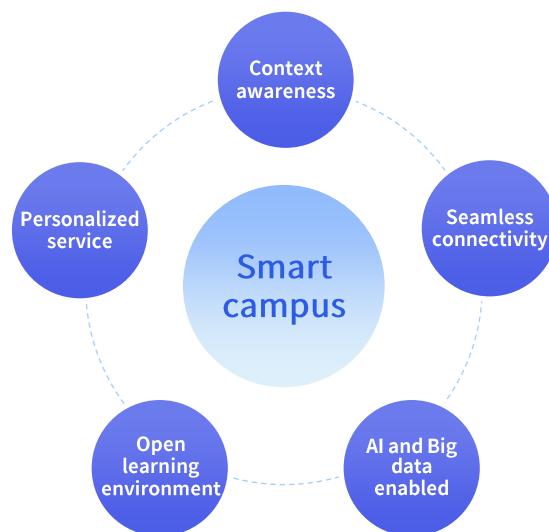 Context
awareness
Personalized
service
Seamless
connectivity
Smart
campus
Open
learning
environment
AI and Big
data
enabled